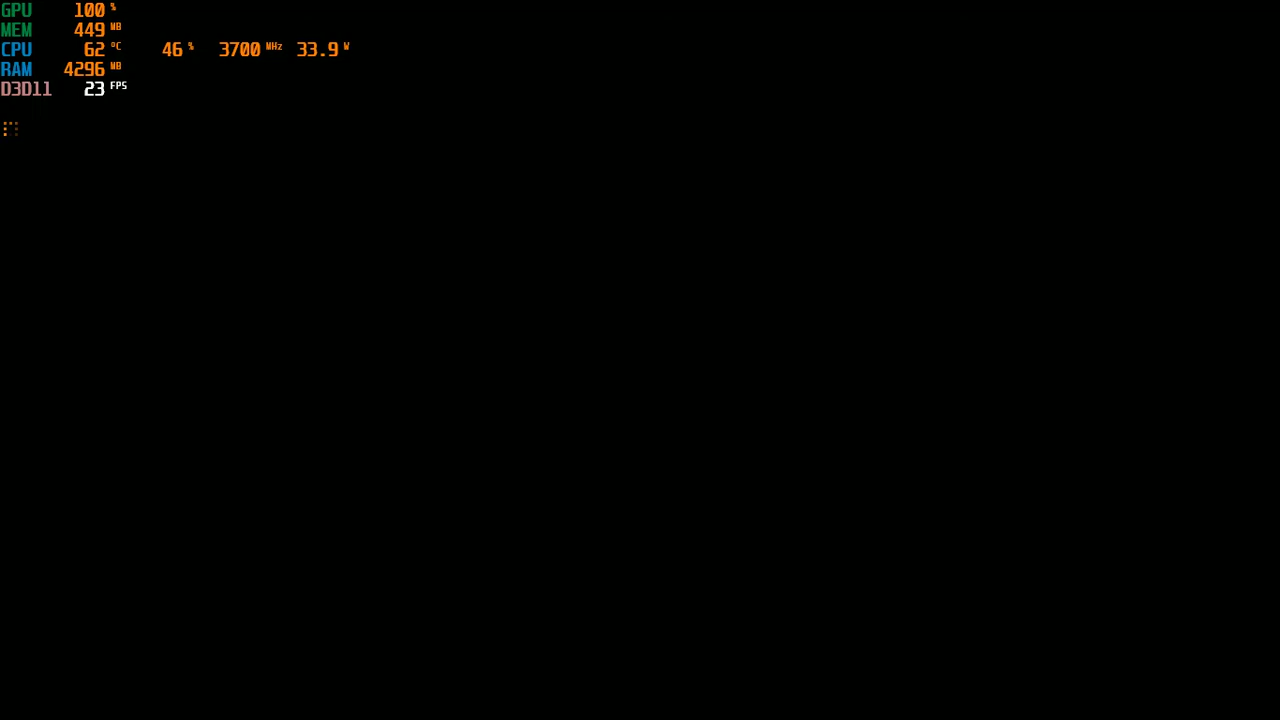 GPU 100 %
MEM 449 MB
CPU 62 °C 46 % 3700 MHz 33.9 W
RAM 4296 MB
D3D11 23 FPS